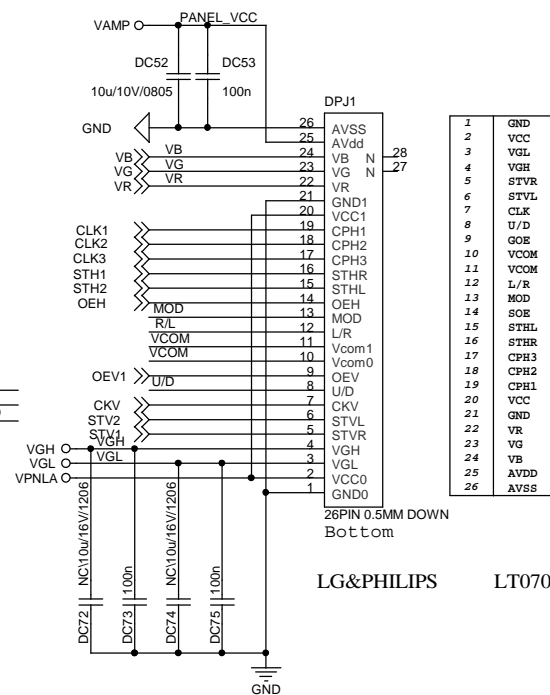 VAMP
PANEL_VCC
DC52
DC53
10u/10V/0805
100n
DPJ1
GND
26 AVSS
25 AVdd
VB VB 24 VB N 28
VG VG 23 VG N 27
VR VR 22 VR
21 GND1
20 VCC1
CLK1 19 CPH1
CLK2 18 CPH2
CLK3 17 CPH3
STH1 16 STHR
STH2 15 STHL
OEH 14 OEH
MOD 13 MOD
R/L 12 L/R
VCOM 11 Vcom1
VCOM 10 Vcom0
OEV1 9 OEV
U/D 8 U/D
CKV 7 CKV
STV2 6 STVL
STV1 5 STVR
VGH VGH 4 VGH
VGL VGL 3 VGL
VPNLA 2 VCC0
1 GND0
26PIN 0.5MM DOWN
Bottom
NC\10u/16V/1206
100n
NC\10u/16V/1206
100n
DC72
DC73
DC74
DC75
GND
LG&PHILIPS LT070
1 GND
2 VCC
3 VGL
4 VGH
5 STVR
6 STVL
7 CLK
8 U/D
9 GOE
10 VCOM
11 VCOM
12 L/R
13 MOD
14 SOE
15 STHL
16 STHR
17 CPH3
18 CPH2
19 CPH1
20 VCC
21 GND
22 VR
23 VG
24 VB
25 AVDD
26 AVSS